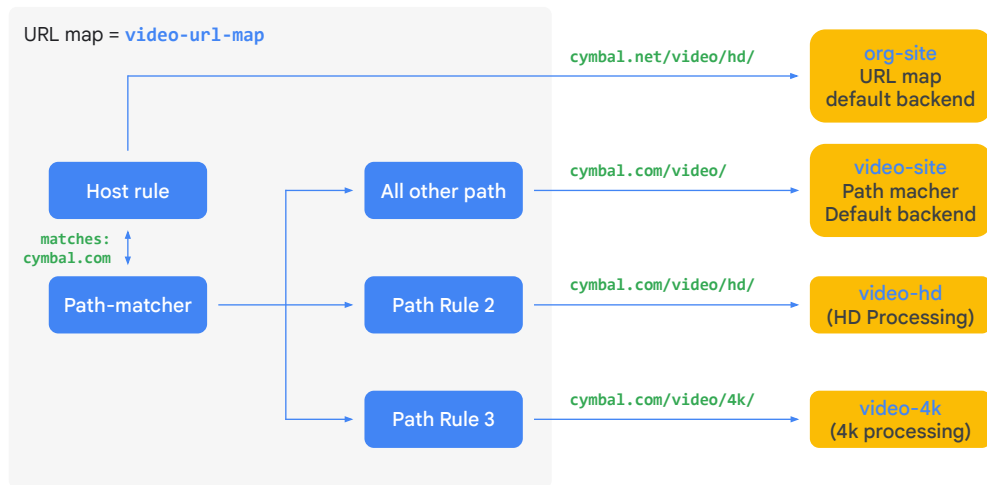 URL map = video-url-map
cymbal.net/video/hd/
org-site
URL map
default backend
Host rule
All other path
cymbal.com/video/
video-site
Path macher
Default backend
matches:
cymbal.com
Path-matcher
Path Rule 2
cymbal.com/video/hd/
video-hd
(HD Processing)
Path Rule 3
cymbal.com/video/4k/
video-4k
(4k processing)